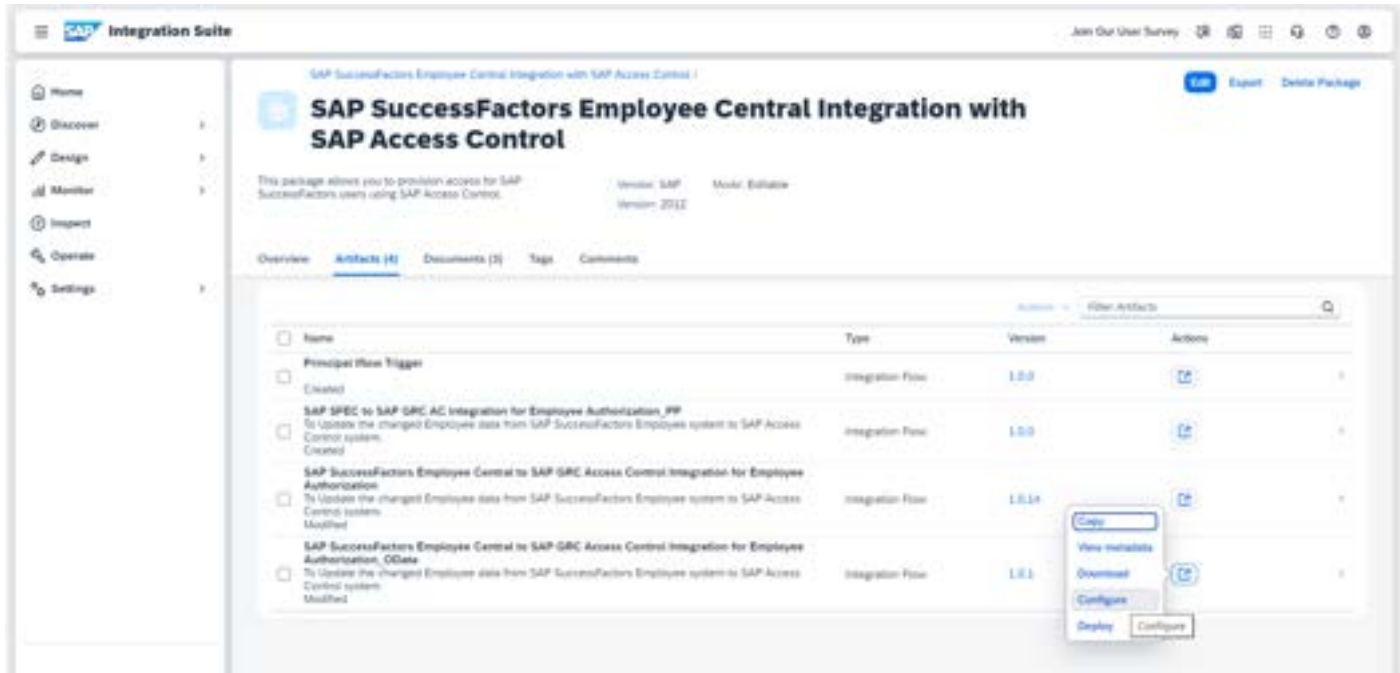 SAP Integration Suite
Join Our User Survey
Home
Discover
Design
Monitor
Inspect
Operate
Settings
SAP SuccessFactors Employee Central Integration with SAP Access Control /
Edit Export Delete Package
SAP SuccessFactors Employee Central Integration with
SAP Access Control
This package allows you to provision access for SAP
SuccessFactors users using SAP Access Control.
Vendor: SAP Mode: Editable
Version: 2012
Overview Artifacts (4) Documents (3) Tags Comments
Actions Filter Artifacts
Name Type Version Actions
Principal Iflow Trigger
Created
Integration Flow 1.0.0
SAP SFEC to SAP GRC AC Integration for Employee Authorization_PP
To Update the changed Employee data from SAP SuccessFactors Employee system to SAP Access
Control system.
Created
Integration Flow 1.0.0
SAP SuccessFactors Employee Central to SAP GRC Access Control Integration for Employee
Authorization
To Update the changed Employee data from SAP SuccessFactors Employee system to SAP Access
Control system.
Modified
Integration Flow 1.0.14
SAP SuccessFactors Employee Central to SAP GRC Access Control Integration for Employee
Authorization_OData
To Update the changed Employee data from SAP SuccessFactors Employee system to SAP Access
Control system.
Modified
Integration Flow 1.0.1
Copy
View metadata
Download
Configure
Deploy
Configure